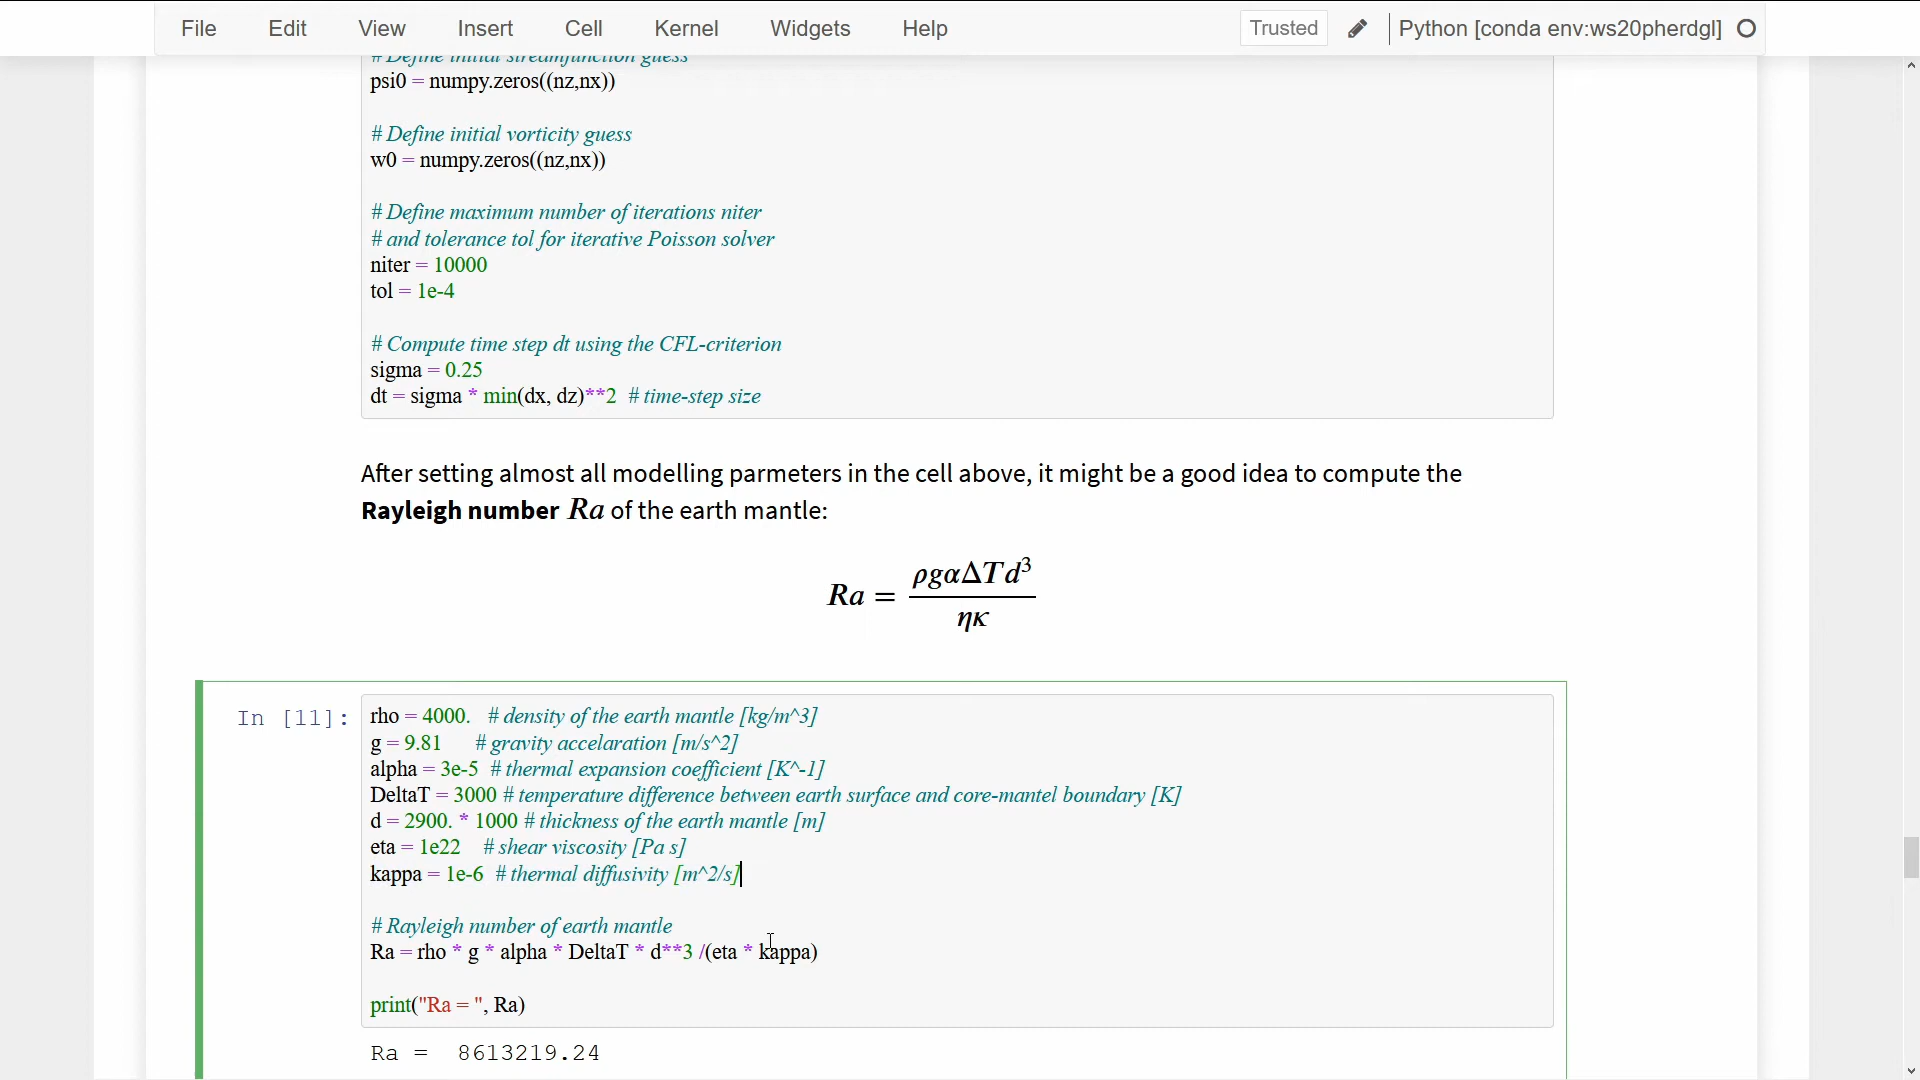 File Edit View Insert Cell Kernel Widgets Help Trusted Python [conda env:ws20pherdgl]
# Define initial streamfunction guess
psi0 = numpy.zeros((nz,nx))
# Define initial vorticity guess
w0 = numpy.zeros((nz,nx))
# Define maximum number of iterations niter
# and tolerance tol for iterative Poisson solver
niter = 10000
tol = 1e-4
# Compute time step dt using the CFL-criterion
sigma = 0.25
dt = sigma * min(dx, dz)**2 # time-step size
After setting almost all modelling parmeters in the cell above, it might be a good idea to compute the
Rayleigh number Ra of the earth mantle:
Ra = ρgαΔTd³ / ηκ
In [11]: rho = 4000. # density of the earth mantle [kg/m^3]
g = 9.81 # gravity accelaration [m/s^2]
alpha = 3e-5 # thermal expansion coefficient [K^-1]
DeltaT = 3000 # temperature difference between earth surface and core-mantel boundary [K]
d = 2900. * 1000 # thickness of the earth mantle [m]
eta = 1e22 # shear viscosity [Pa s]
kappa = 1e-6 # thermal diffusivity [m^2/s]
# Rayleigh number of earth mantle
Ra = rho * g * alpha * DeltaT * d**3 /(eta * kappa)
print("Ra = ", Ra)
Ra =  8613219.24